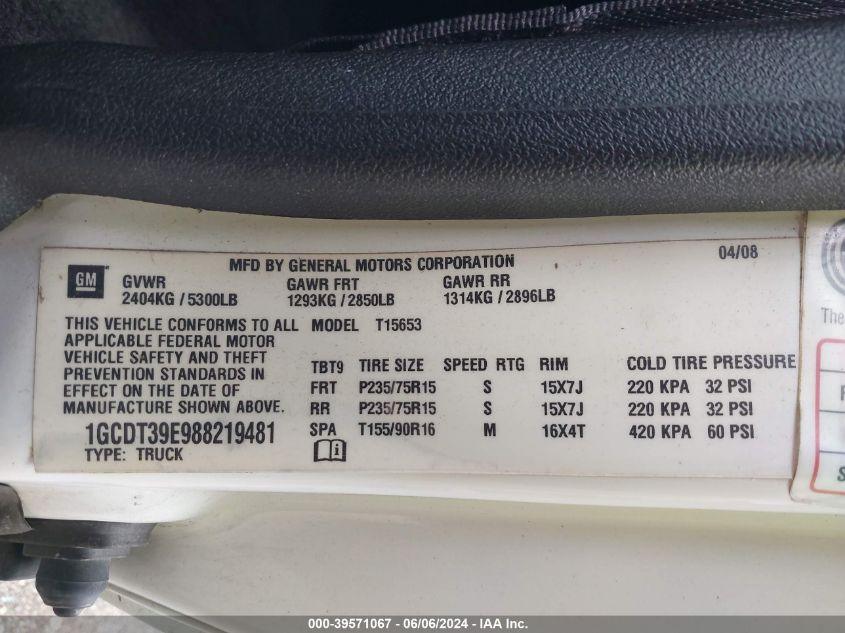 MFD BY GENERAL MOTORS CORPORATION 04/08
GM
GVWR GAWR FRT GAWR RR
2404KG / 5300LB 1293KG / 2850LB 1314KG / 2896LB
THIS VEHICLE CONFORMS TO ALL
APPLICABLE FEDERAL MOTOR
VEHICLE SAFETY AND THEFT
PREVENTION STANDARDS IN
EFFECT ON THE DATE OF
MANUFACTURE SHOWN ABOVE.
1GCDT39E988219481
TYPE: TRUCK
MODEL T15653
TBT9 TIRE SIZE SPEED RTG RIM COLD TIRE PRESSURE
FRT P235/75R15 S 15X7J 220 KPA 32 PSI
RR P235/75R15 S 15X7J 220 KPA 32 PSI
SPA T155/90R16 M 16X4T 420 KPA 60 PSI
The
S
000-39571067 - 06/06/2024 - IAA Inc.